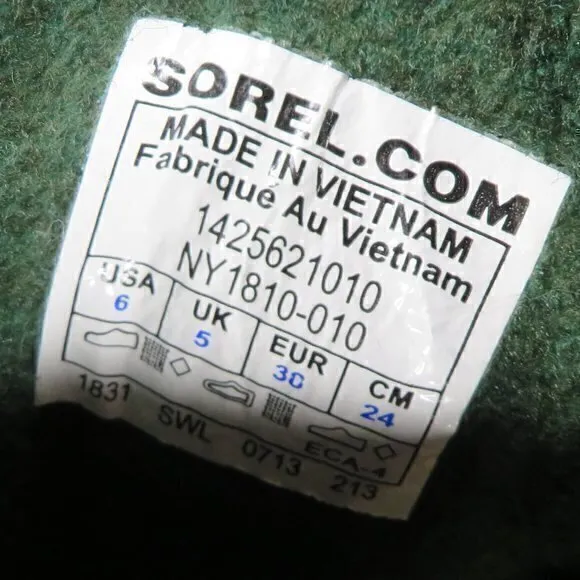 SOREL.COM
MADE IN VIETNAM
Fabriqué Au Vietnam
1425621010
NY1810-010
USA UK EUR CM
6 5 38 24
1831 SWL 0713 ECA-4 213